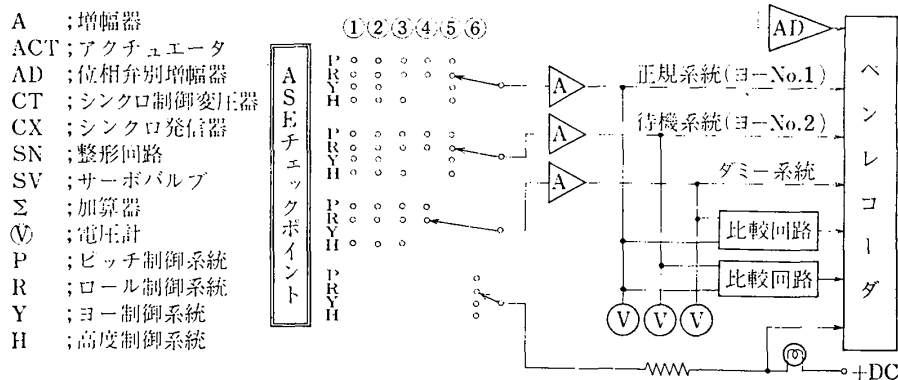 A ;増幅器
ACT;アクチュエータ
AD ;位相弁別増幅器
CT ;シンクロ制御変圧器
CX ;シンクロ発信器
SN ;整形回路
SV ;サーボバルブ
Σ ;加算器
Ⓥ ;電圧計
P ;ピッチ制御系統
R ;ロール制御系統
Y ;ヨー制御系統
H ;高度制御系統
ASEチェックポイント
①②③④⑤⑥
P
R
Y
H
P
R
Y
H
P
R
Y
H
P
R
Y
H
A
A
A
AD
正規系統(ヨーNo.1)
待機系統(ヨーNo.2)
ダミー系統
比較回路
比較回路
V V V
ペンレコーダ
+DC